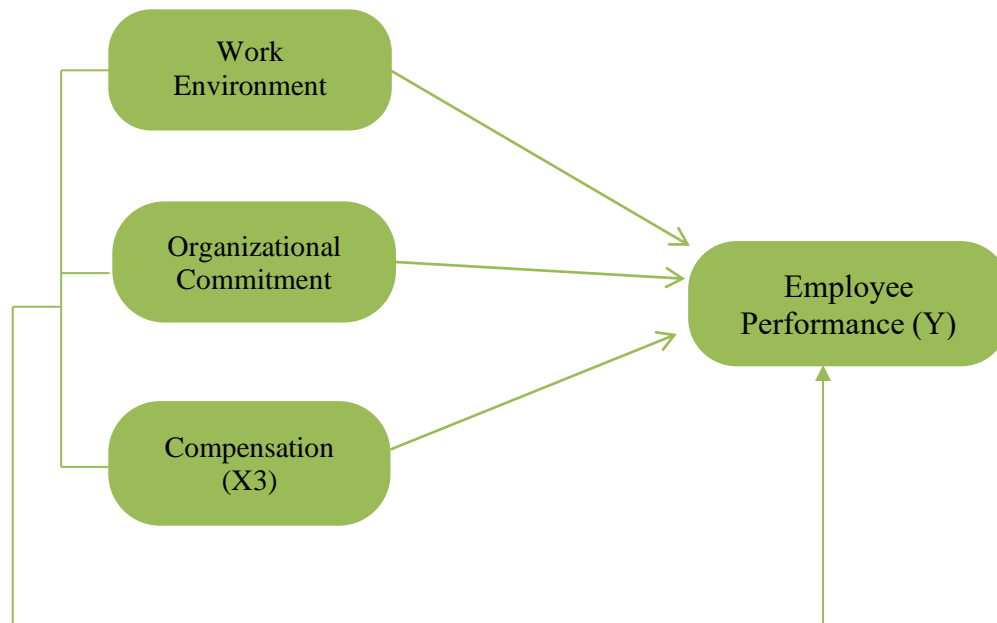 Work
Environment
Organizational
Commitment
Employee
Performance (Y)
Compensation
(X3)